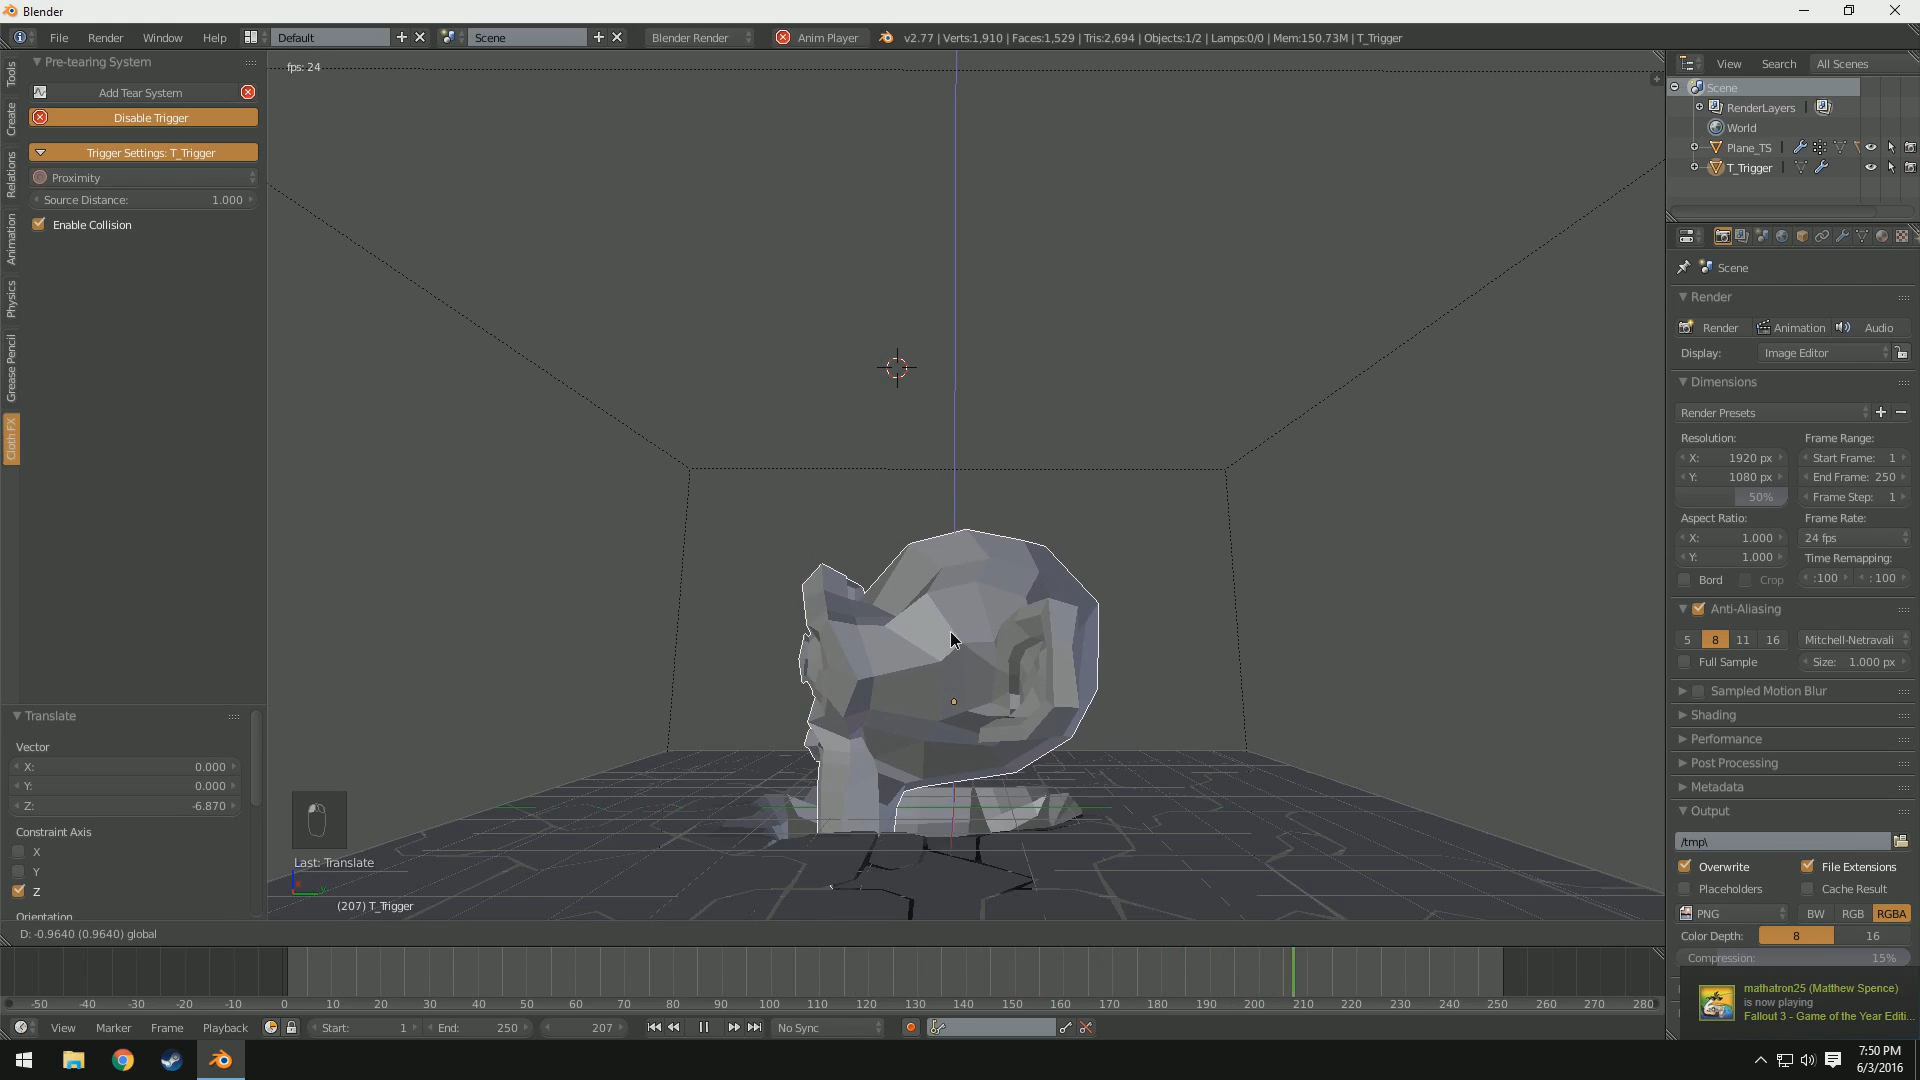 Blender
File Render Window Help Default Scene Blender Render Anim Player v2.77 | Verts:1,910 | Faces:1,529 | Tris:2,694 | Objects:1/2 | Lamps:0/0 | Mem:150.73M | T_Trigger
Tools
Create
Relations
Animation
Physics
Grease Pencil
Cloth FX
Pre-tearing System
Add Tear System
Disable Trigger
Trigger Settings: T_Trigger
Proximity
Source Distance: 1.000
Enable Collision
Translate
Vector
X: 0.000
Y: 0.000
Z: -6.870
Constraint Axis
X
Y
Z
Orientation
fps: 24
Last: Translate
(207) T_Trigger
D: -0.9640 (0.9640) global
-50 -40 -30 -20 -10 0 10 20 30 40 50 60 70 80 90 100 110 120 130 140 150 160 170 180 190 200 210 220 230 240 250 260 270 280
View Marker Frame Playback Start: 1 End: 250 207 No Sync
View Search All Scenes
Scene
RenderLayers |
World
Plane_TS |
T_Trigger |
Scene
Render
Render Animation Audio
Display: Image Editor
Dimensions
Render Presets
Resolution: Frame Range:
X: 1920 px Start Frame: 1
Y: 1080 px End Frame: 250
50% Frame Step: 1
Aspect Ratio: Frame Rate:
X: 1.000 24 fps
Y: 1.000 Time Remapping:
Bord Crop :100 : 100
Anti-Aliasing
5 8 11 16 Mitchell-Netravali
Full Sample Size: 1.000 px
Sampled Motion Blur
Shading
Performance
Post Processing
Metadata
Output
/tmp\
Overwrite File Extensions
Placeholders Cache Result
PNG BW RGB RGBA
Color Depth: 8 16
Compression: 15%
mathatron25 (Matthew Spence)
is now playing
Fallout 3 - Game of the Year Editi...
7:50 PM
6/3/2016